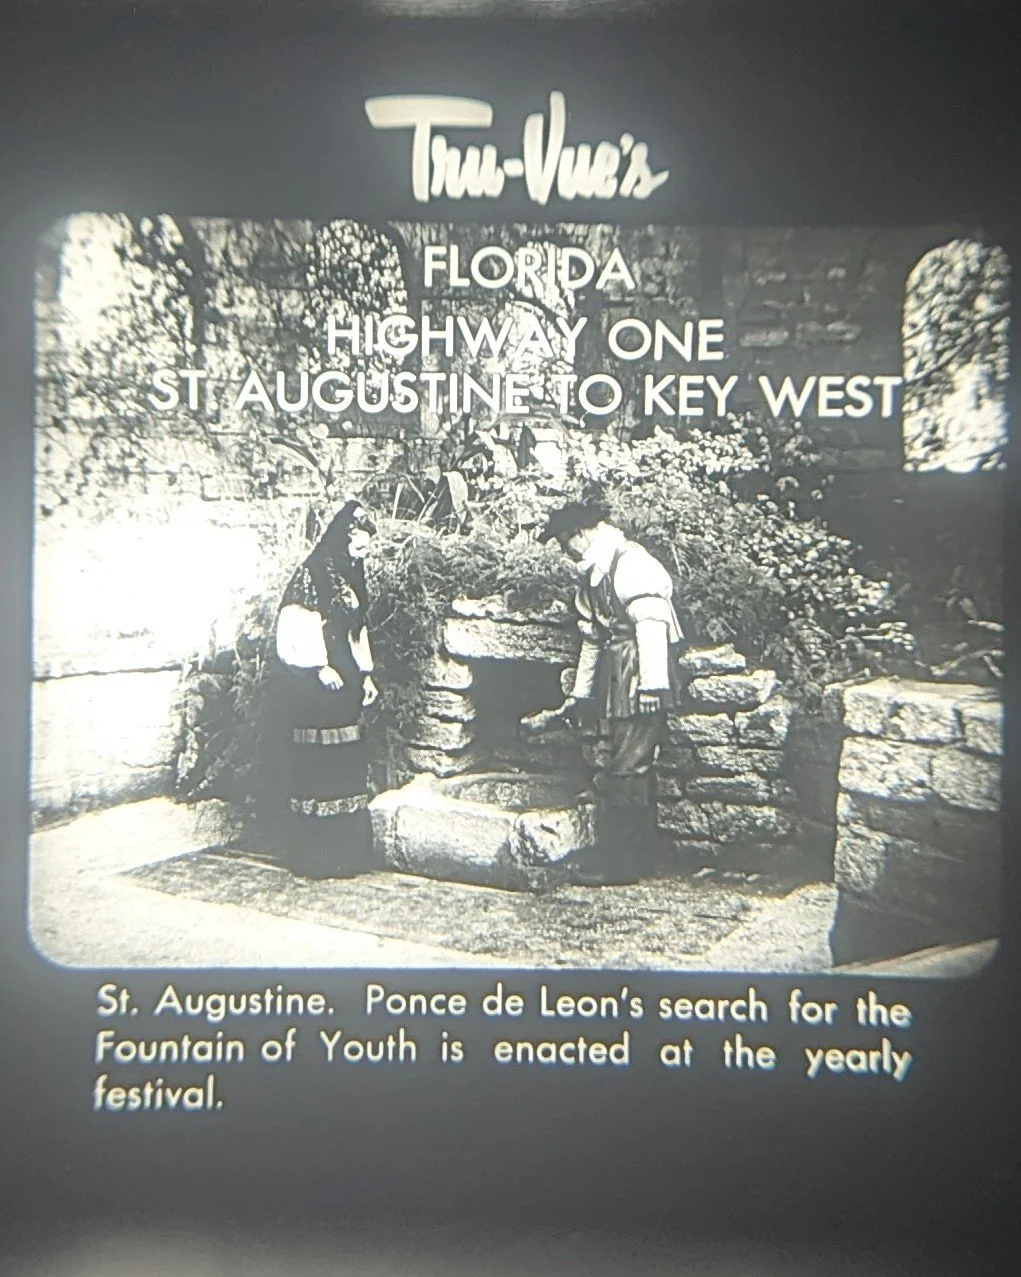 Tru-Vue's
FLORIDA
HIGHWAY ONE
ST. AUGUSTINE TO KEY WEST
St. Augustine. Ponce de Leon's search for the
Fountain of Youth is enacted at the yearly
festival.